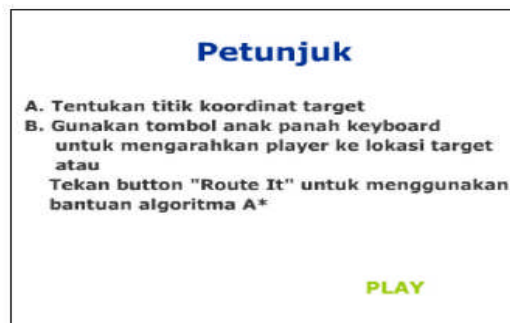 Petunjuk
A. Tentukan titik koordinat target
B. Gunakan tombol anak panah keyboard
untuk mengarahkan player ke lokasi target
atau
Tekan button "Route It" untuk menggunakan
bantuan algoritma A*
PLAY